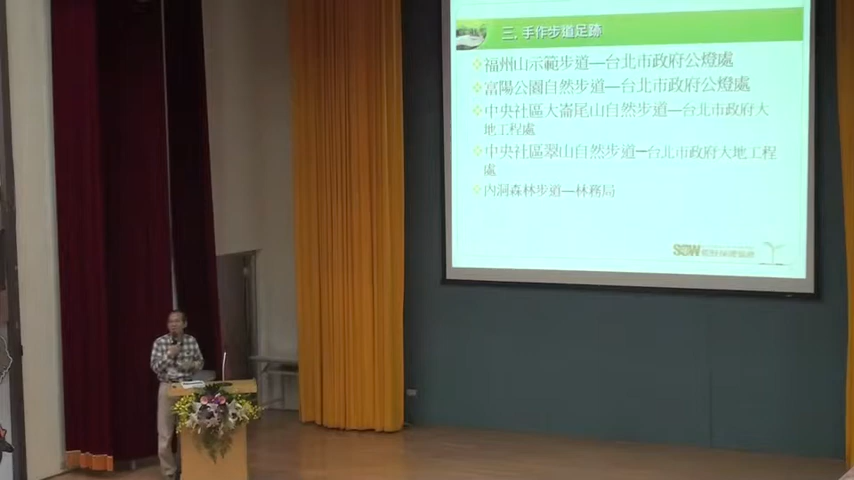 三. 手作步道足跡
福州山示範步道—台北市政府公燈處
富陽公園自然步道—台北市政府公燈處
中央社區大崙尾山自然步道—台北市政府大
地工程處
中央社區翠山自然步道—台北市政府大地工程
處
內洞森林步道—林務局
SOW